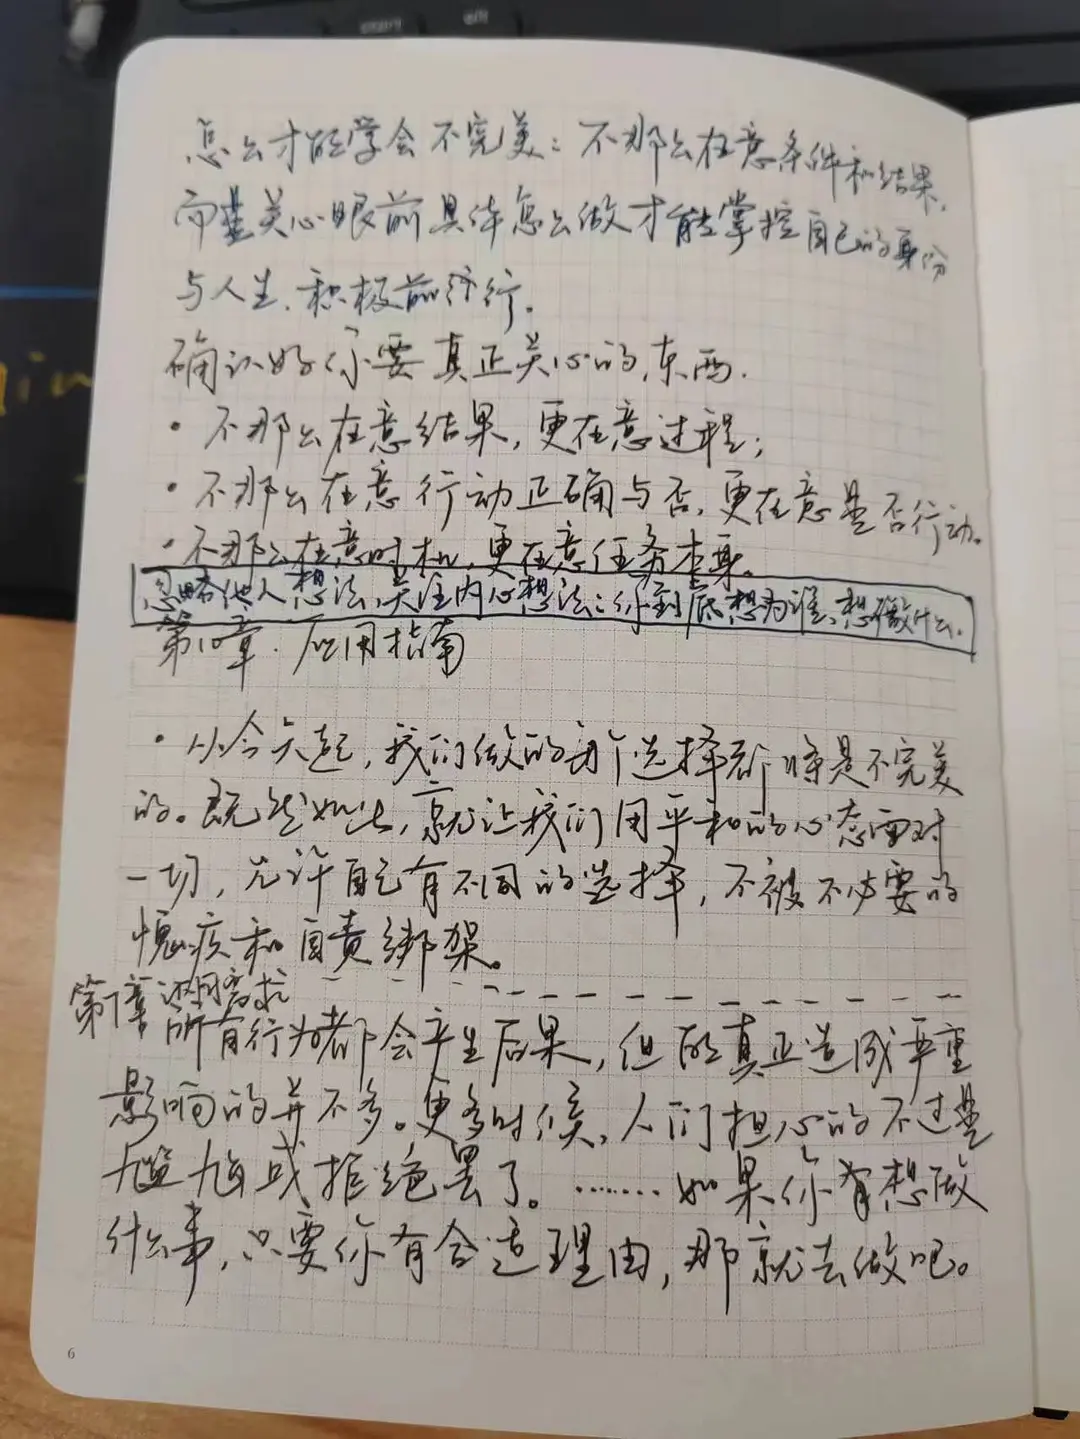 怎么才能学会不完美：不那么在意条件和结果，
而是关心眼前具体怎么做才能掌控自己的身份
与人生，积极前行．
确认好你要真正关心的东西．
·不那么在意结果，更在意过程；
·不那么在意行动正确与否，更在意是否行动。
·不那么在意时机，更在意任务本身。
忽略他人想法，关注内心想法：你到底想为谁、想做什么．
第10章．应用指南
·从今天起，我们做的每个选择都将是不完美
的。既然如此，就让我们用平和的心态面对
一切，允许自己有不同的选择，不被不必要的
愧疚和自责绑架。
第7章 认同需求
所有行为都会产生后果，但能真正造成严重
影响的并不多。更多时候，人们担心的不过是
尴尬或拒绝罢了。……如果你有想做
什么事，只要你有合适理由，那就去做吧。
6